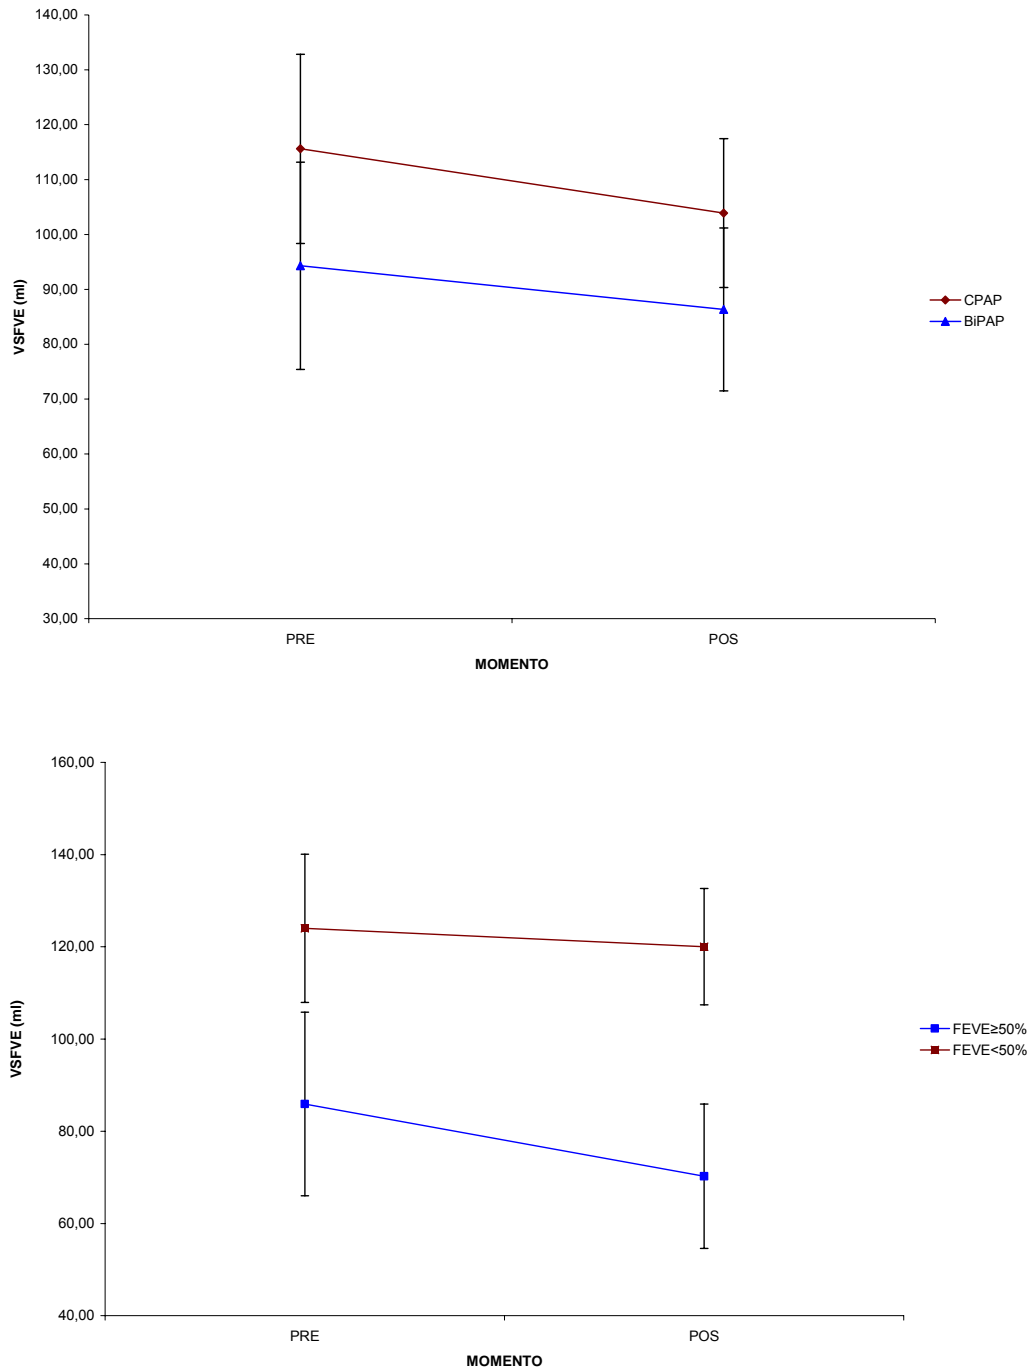 140,00
130,00
120,00
110,00
100,00
90,00
80,00
70,00
60,00
50,00
40,00
30,00
VSFVE (ml)
PRE
POS
MOMENTO
CPAP
BiPAP
160,00
140,00
120,00
100,00
80,00
60,00
40,00
VSFVE (ml)
PRE
POS
MOMENTO
FEVE≥50%
FEVE<50%